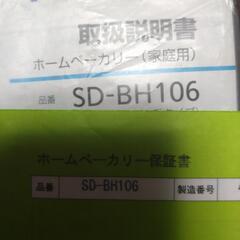 取扱説明書
ホームベーカリー(家庭用)
品番 SD-BH106
ホームベーカリー保証書
品番 SD-BH106 製造番号